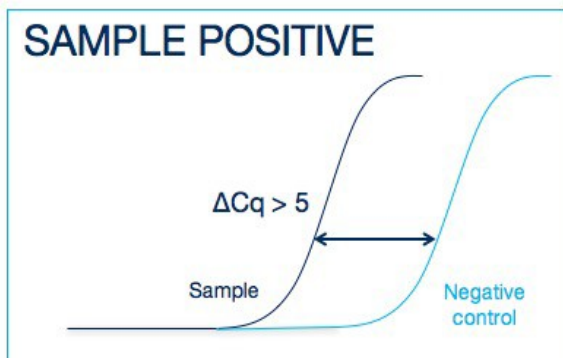 SAMPLE POSITIVE
ΔCq > 5
Sample
Negative
control